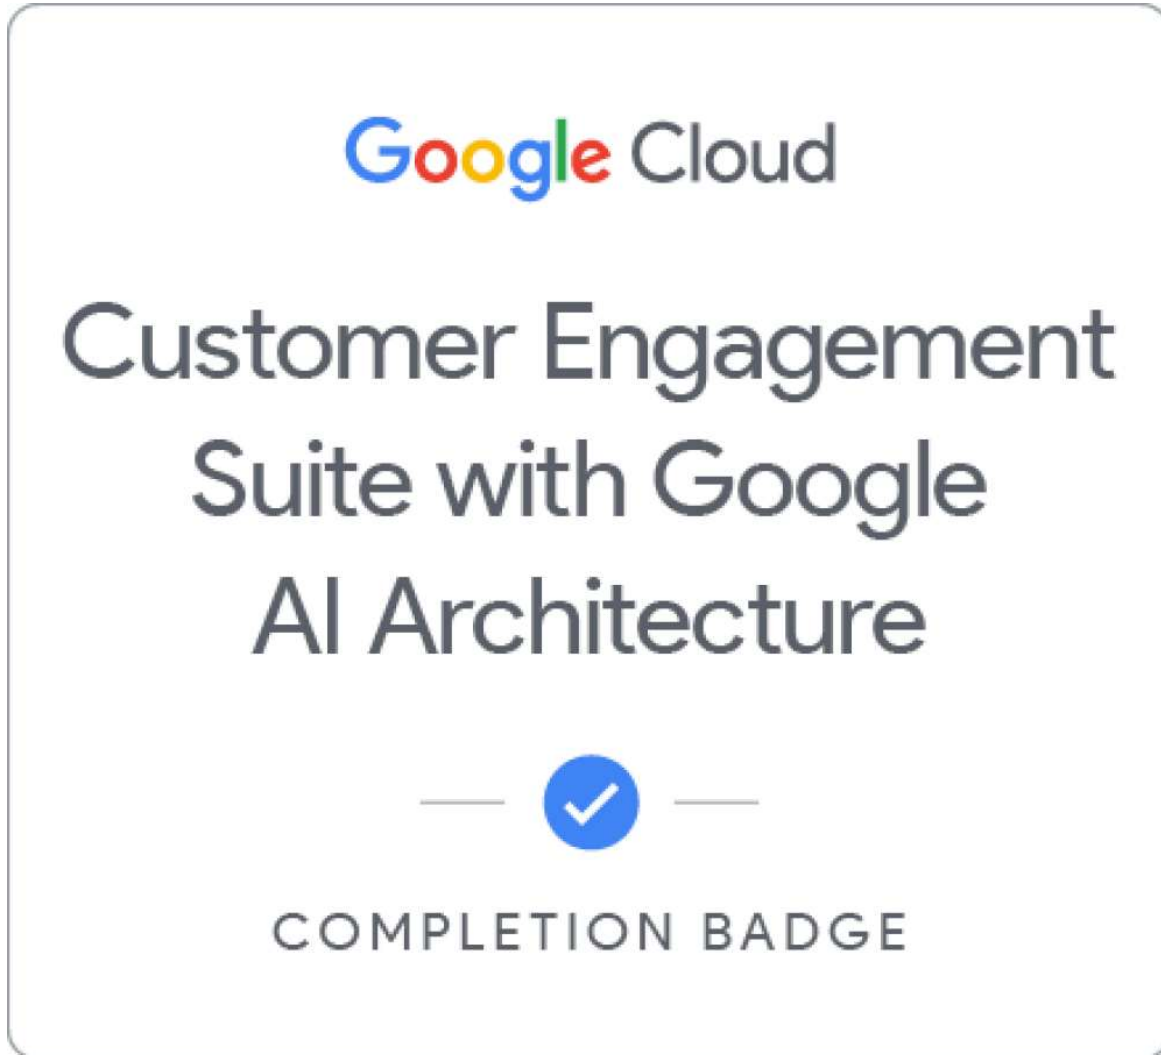 Google Cloud
Customer Engagement
Suite with Google
AI Architecture
COMPLETION BADGE